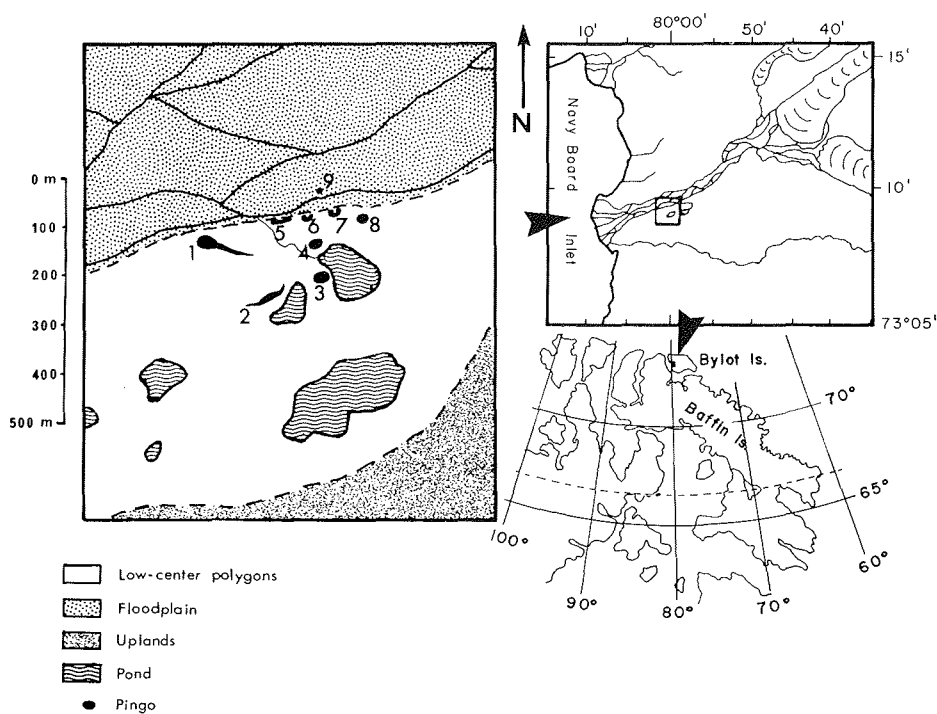 0 m
100
200
300
400
500 m
1
2
3
4
5
6
7
8
9
N
10'
80°00'
50'
40'
15'
10'
73°05'
Navy Board
Inlet
Bylot Is.
Baffin Is.
70°
65°
60°
100°
90°
80°
70°
Low-center polygons
Floodplain
Uplands
Pond
Pingo